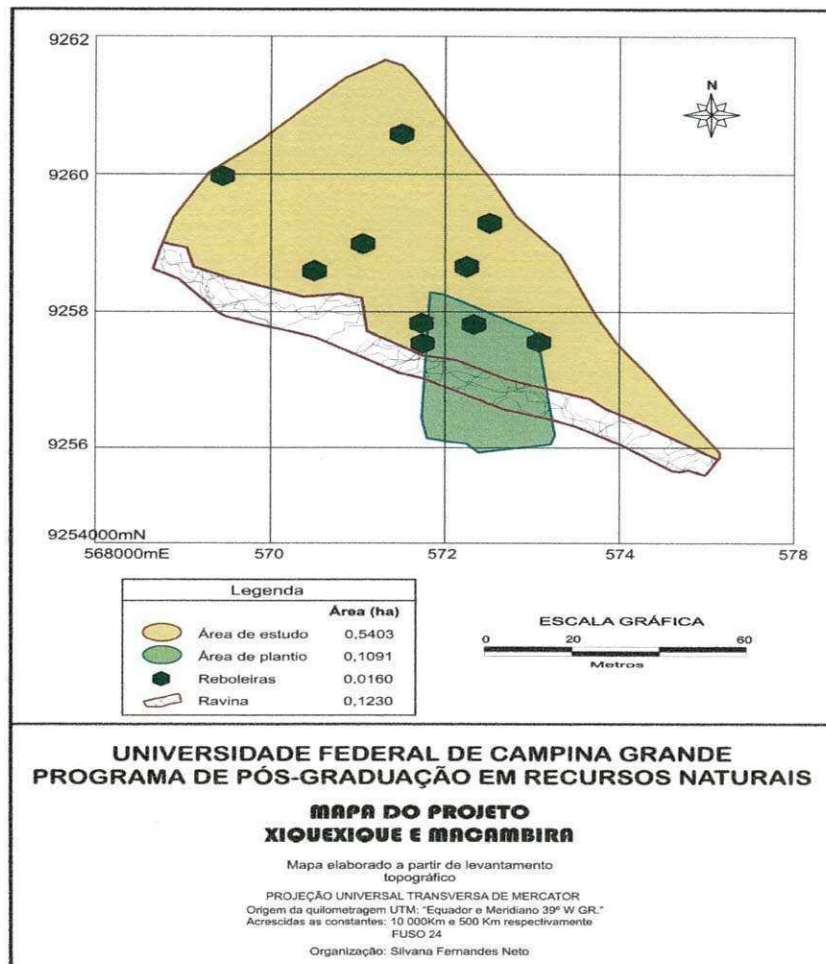 9262
N
9260
9258
9256
9254000mN
568000mE 570 572 574 578
Legenda
Área (ha)
Área de estudo 0,5403
Área de plantio 0,1091
Reboleiras 0,0160
Ravina 0,1230
ESCALA GRÁFICA
0 20 40 60
Metros
UNIVERSIDADE FEDERAL DE CAMPINA GRANDE
PROGRAMA DE PÓS-GRADUAÇÃO EM RECURSOS NATURAIS
MAPA DO PROJETO
XIQUEXIQUE E MACAMBIRA
Mapa elaborado a partir de levantamento
topográfico
PROJEÇÃO UNIVERSAL TRANSVERSA DE MERCATOR
Origem da quilometragem UTM: "Equador e Meridiano 39º W GR."
Acrescidas as constantes: 10 000Km e 500 Km respectivamente
FUSO 24
Organização: Silvana Fernandes Neto